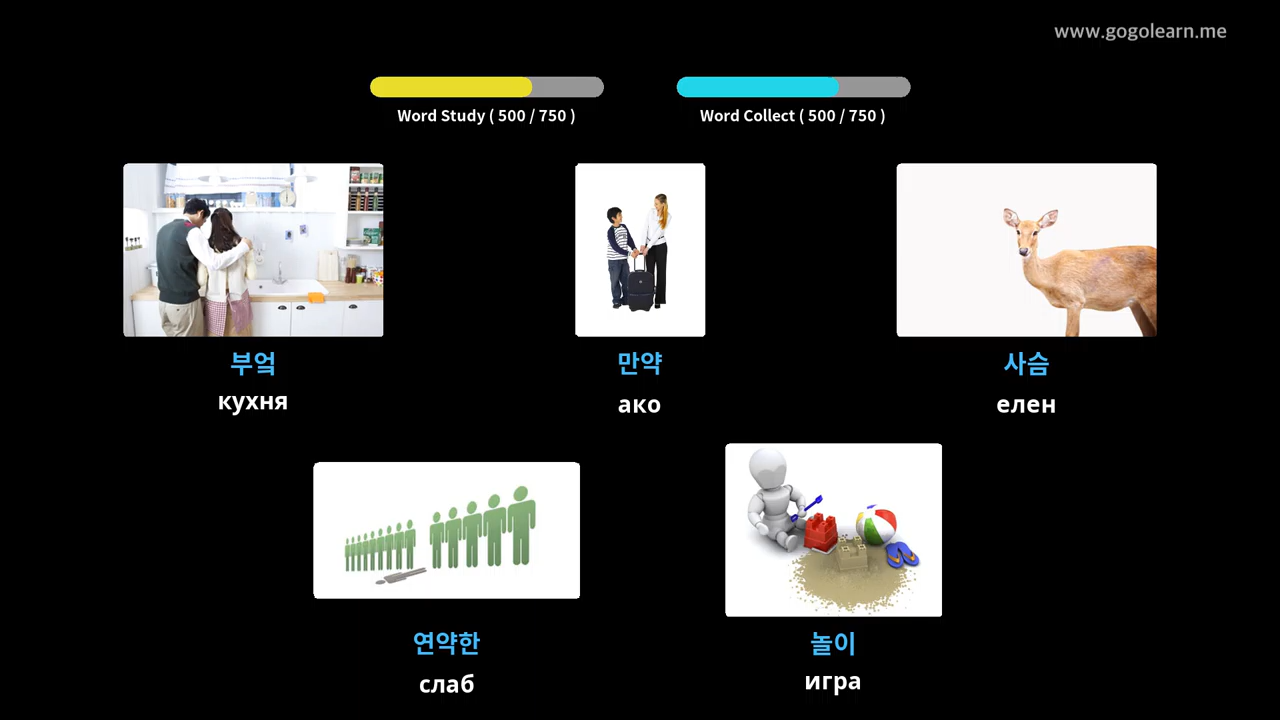 www.gogolearn.me
Word Study ( 500 / 750 )
Word Collect ( 500 / 750 )
부엌
кухня
만약
ако
사슴
елен
연약한
слаб
놀이
игра